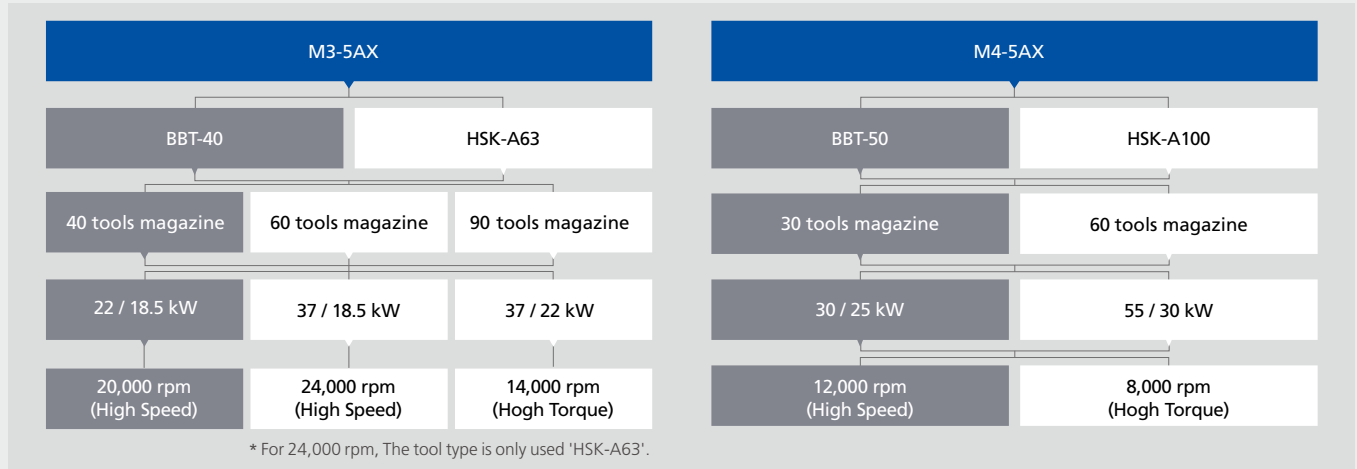 M3-5AX
M4-5AX
BBT-40
HSK-A63
BBT-50
HSK-A100
40 tools magazine
60 tools magazine
90 tools magazine
30 tools magazine
60 tools magazine
22 / 18.5 kW
37 / 18.5 kW
37 / 22 kW
30 / 25 kW
55 / 30 kW
20,000 rpm
(High Speed)
24,000 rpm
(High Speed)
14,000 rpm
(Hogh Torque)
12,000 rpm
(High Speed)
8,000 rpm
(Hogh Torque)
* For 24,000 rpm, The tool type is only used 'HSK-A63'.